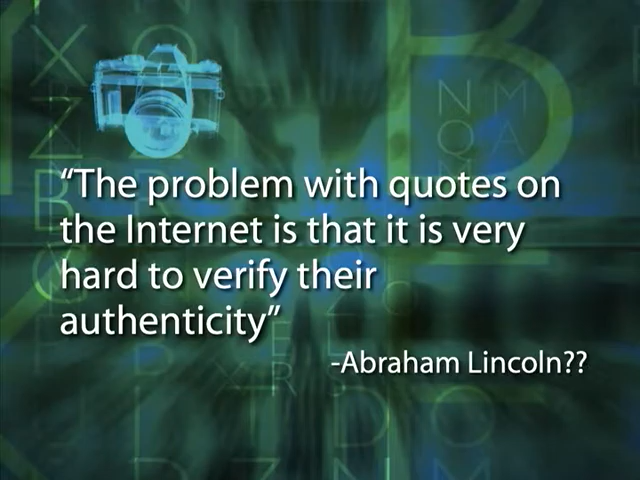 “The problem with quotes on
the Internet is that it is very
hard to verify their
authenticity”
-Abraham Lincoln??